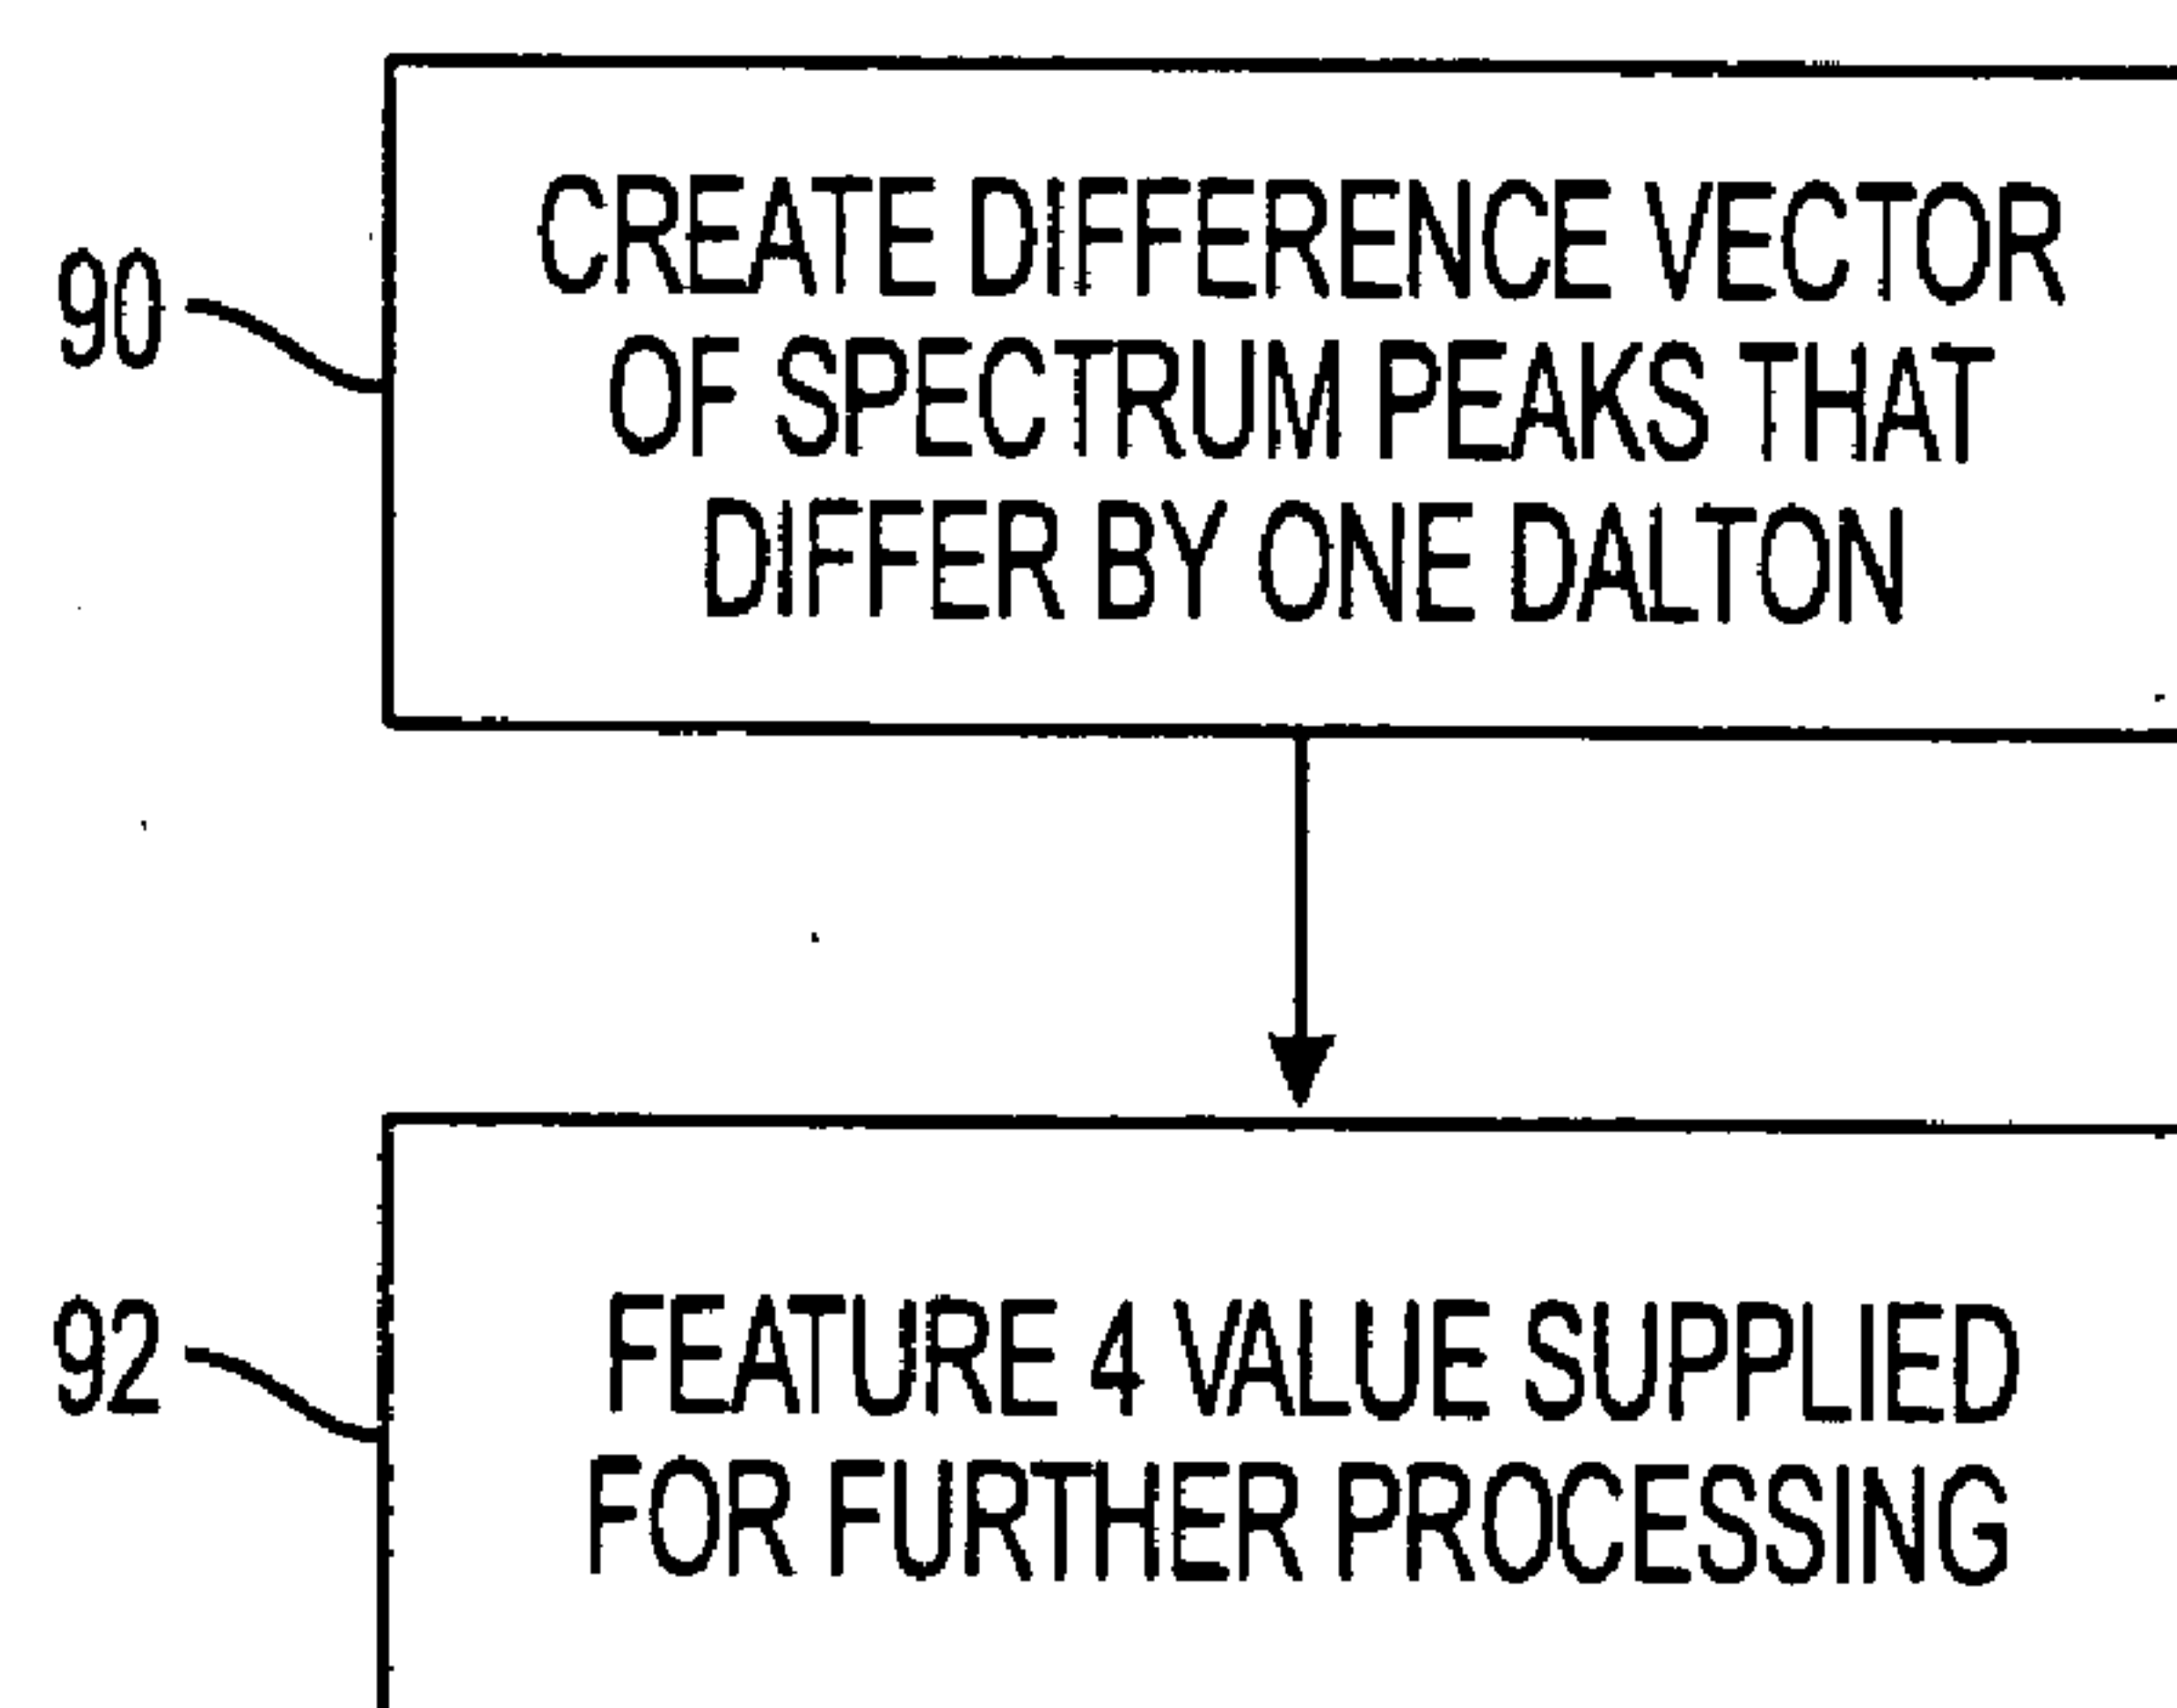 90
CREATE DIFFERENCE VECTOR
OF SPECTRUM PEAKS THAT
DIFFER BY ONE DALTON
92
FEATURE 4 VALUE SUPPLIED
FOR FURTHER PROCESSING